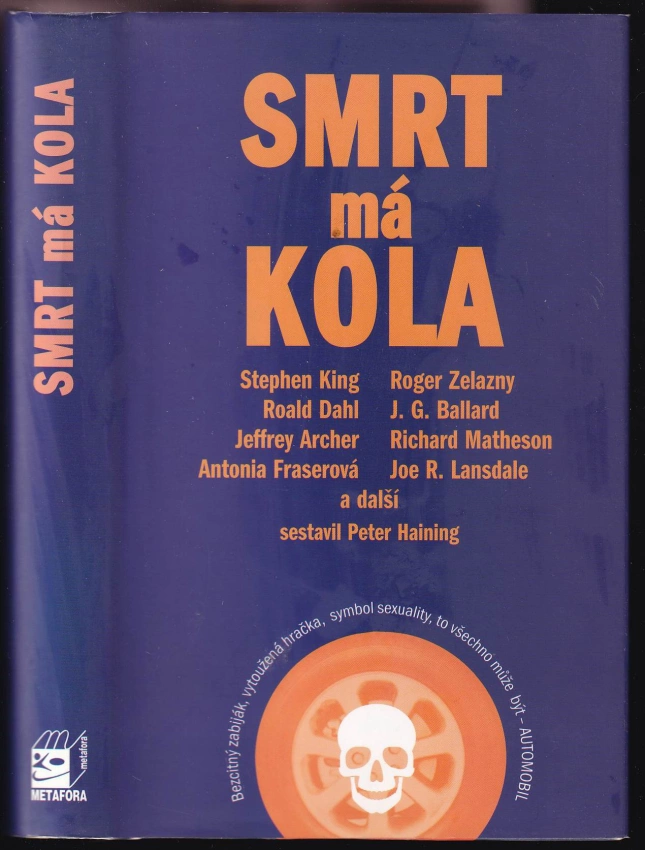 SMRT má KOLA
metafora
METAFORA
SMRT
má
KOLA
Stephen King Roger Zelazny
Roald Dahl J. G. Ballard
Jeffrey Archer Richard Matheson
Antonia Fraserová Joe R. Lansdale
a další
sestavil Peter Haining
Bezcitný zabiják, vytoužená hračka, symbol sexuality, to všechno může být – AUTOMOBIL